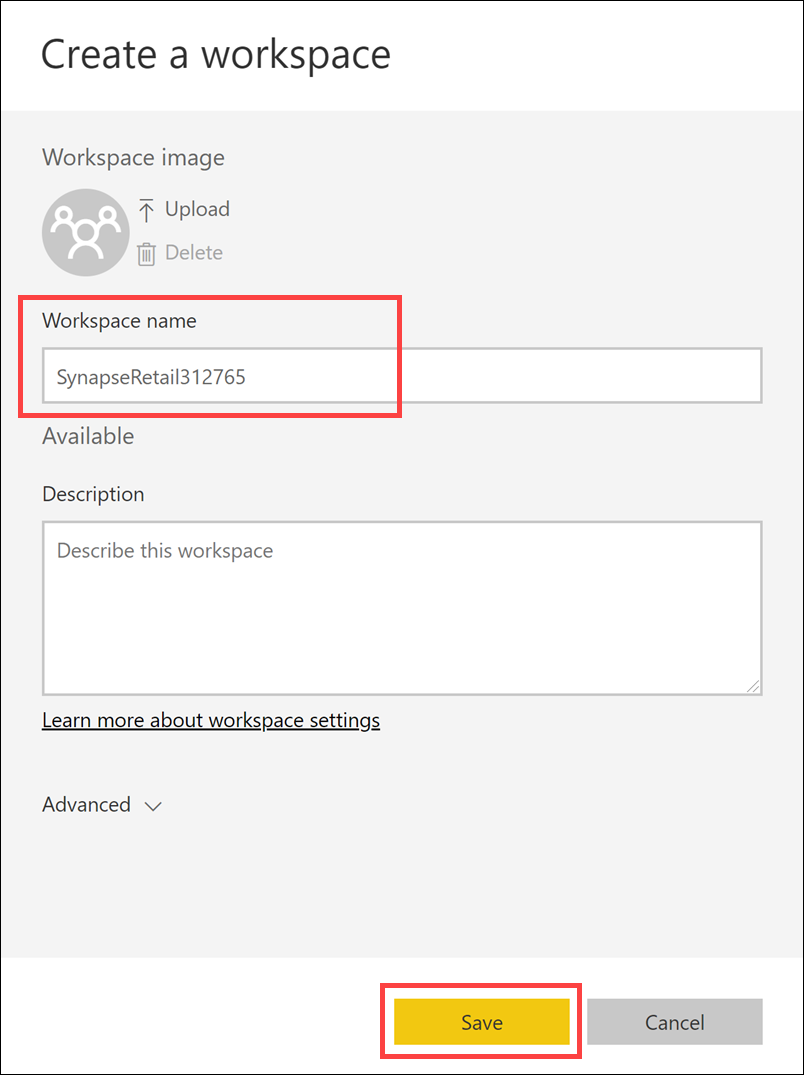 Create a workspace
Workspace image
Upload
Delete
Workspace name
SynapseRetail312765
Available
Description
Describe this workspace
Learn more about workspace settings
Advanced
Save
Cancel